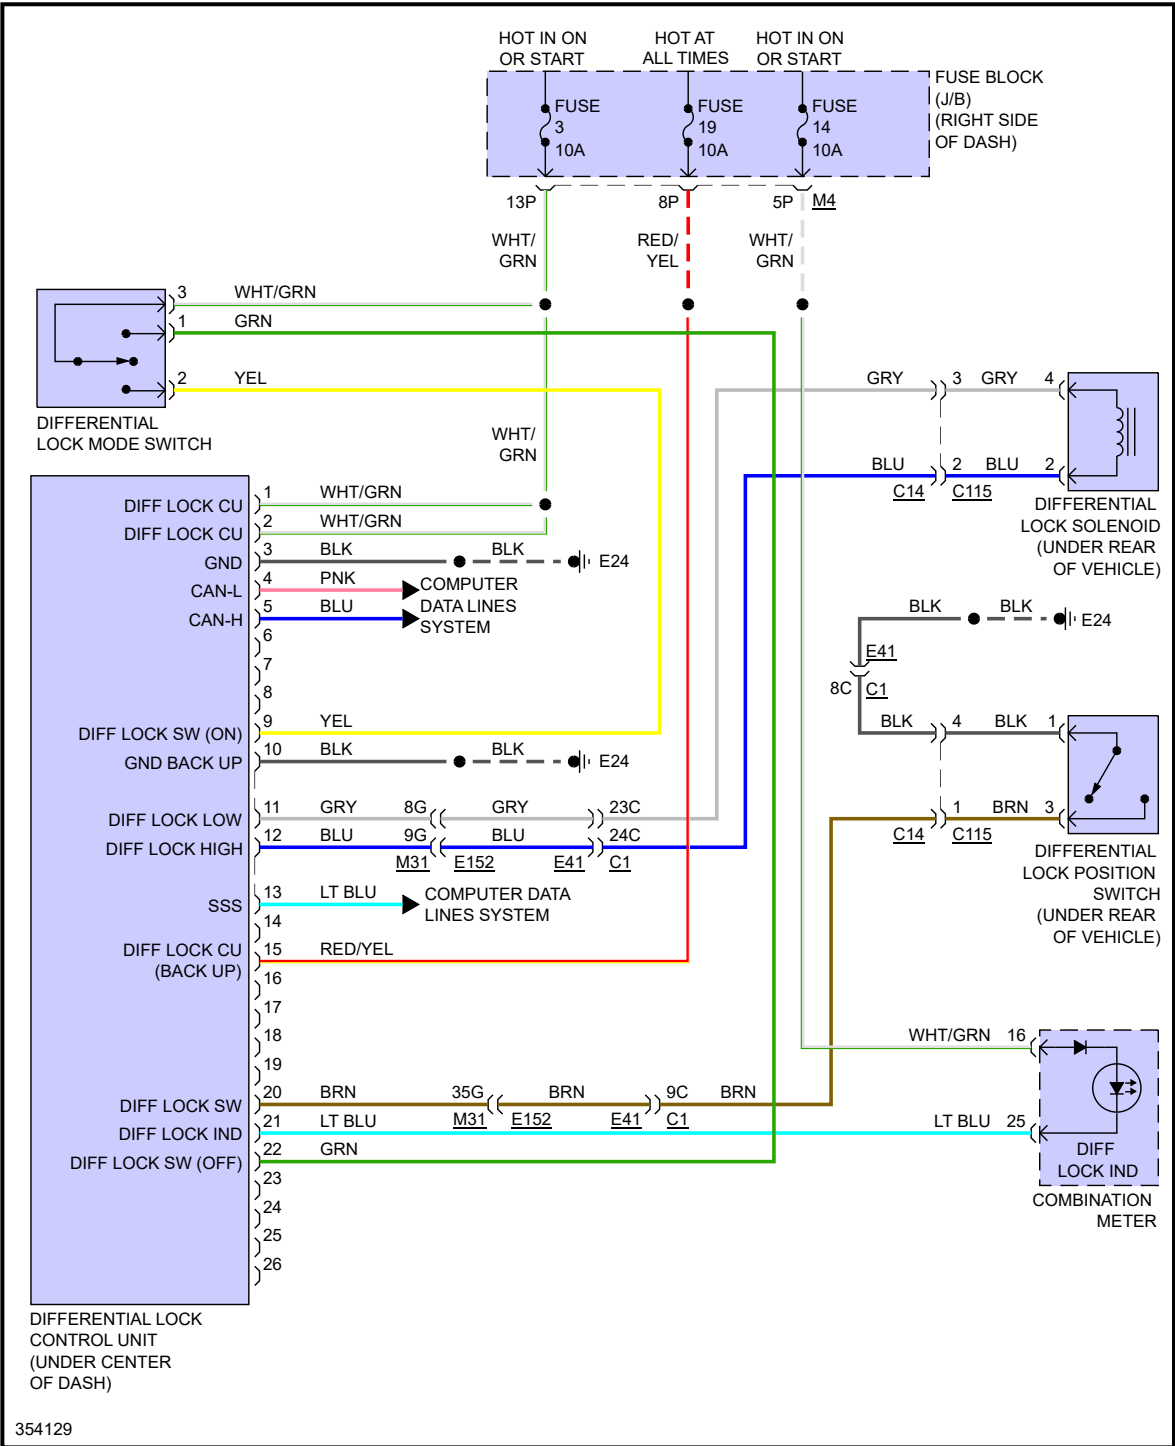 HOT IN ON
OR START
HOT AT
ALL TIMES
HOT IN ON
OR START
FUSE
3
10A
FUSE
19
10A
FUSE
14
10A
FUSE BLOCK
(J/B)
(RIGHT SIDE
OF DASH)
13P
8P
5P
M4
WHT/
GRN
RED/
YEL
WHT/
GRN
3
WHT/GRN
1
GRN
2
YEL
DIFFERENTIAL
LOCK MODE SWITCH
WHT/
GRN
GRY
3
GRY
4
BLU
2
BLU
2
C14
C115
DIFFERENTIAL
LOCK SOLENOID
(UNDER REAR
OF VEHICLE)
DIFF LOCK CU
1
WHT/GRN
DIFF LOCK CU
2
WHT/GRN
GND
3
BLK
BLK
E24
CAN-L
4
PNK
COMPUTER
DATA LINES
SYSTEM
CAN-H
5
BLU
6
7
8
DIFF LOCK SW (ON)
9
YEL
GND BACK UP
10
BLK
BLK
E24
DIFF LOCK LOW
11
GRY
8G
GRY
23C
DIFF LOCK HIGH
12
BLU
9G
BLU
24C
M31
E152
E41
C1
SSS
13
LT BLU
COMPUTER DATA
LINES SYSTEM
14
DIFF LOCK CU
(BACK UP)
15
RED/YEL
16
17
18
19
DIFF LOCK SW
20
BRN
35G
BRN
9C
BRN
M31
E152
E41
C1
DIFF LOCK IND
21
LT BLU
DIFF LOCK SW (OFF)
22
GRN
23
24
25
26
BLK
BLK
E24
E41
8C
C1
BLK
4
BLK
1
1
BRN
3
C14
C115
DIFFERENTIAL
LOCK POSITION
SWITCH
(UNDER REAR
OF VEHICLE)
WHT/GRN
16
LT BLU
25
DIFF
LOCK IND
COMBINATION
METER
DIFFERENTIAL LOCK
CONTROL UNIT
(UNDER CENTER
OF DASH)
354129